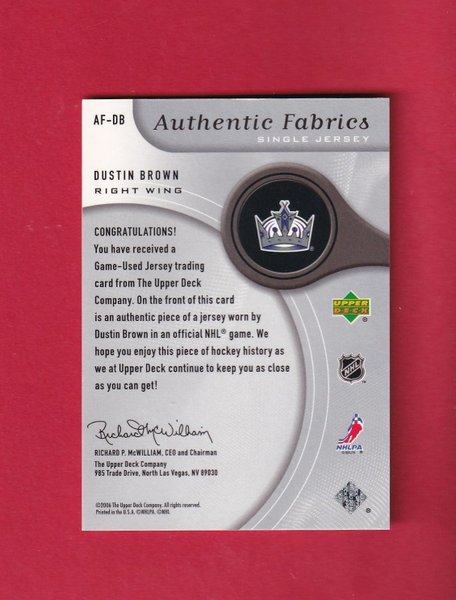 AF-DB
Authentic Fabrics
SINGLE JERSEY
DUSTIN BROWN
RIGHT WING
CONGRATULATIONS!
You have received a
Game-Used Jersey trading
card from The Upper Deck
Company. On the front of this card
is an authentic piece of a jersey worn by
Dustin Brown in an official NHL® game. We
hope you enjoy this piece of hockey history as
we at Upper Deck continue to keep you as close
as you can get!
UPPER
DECK
®
NHL
NHLPA
Richard McWilliam
RICHARD P. McWILLIAM, CEO and Chairman
The Upper Deck Company
985 Trade Drive, North Las Vegas, NV 89030
©2006 The Upper Deck Company. All rights reserved.
Printed in the U.S.A. ©NHLPA. ©NHL
®